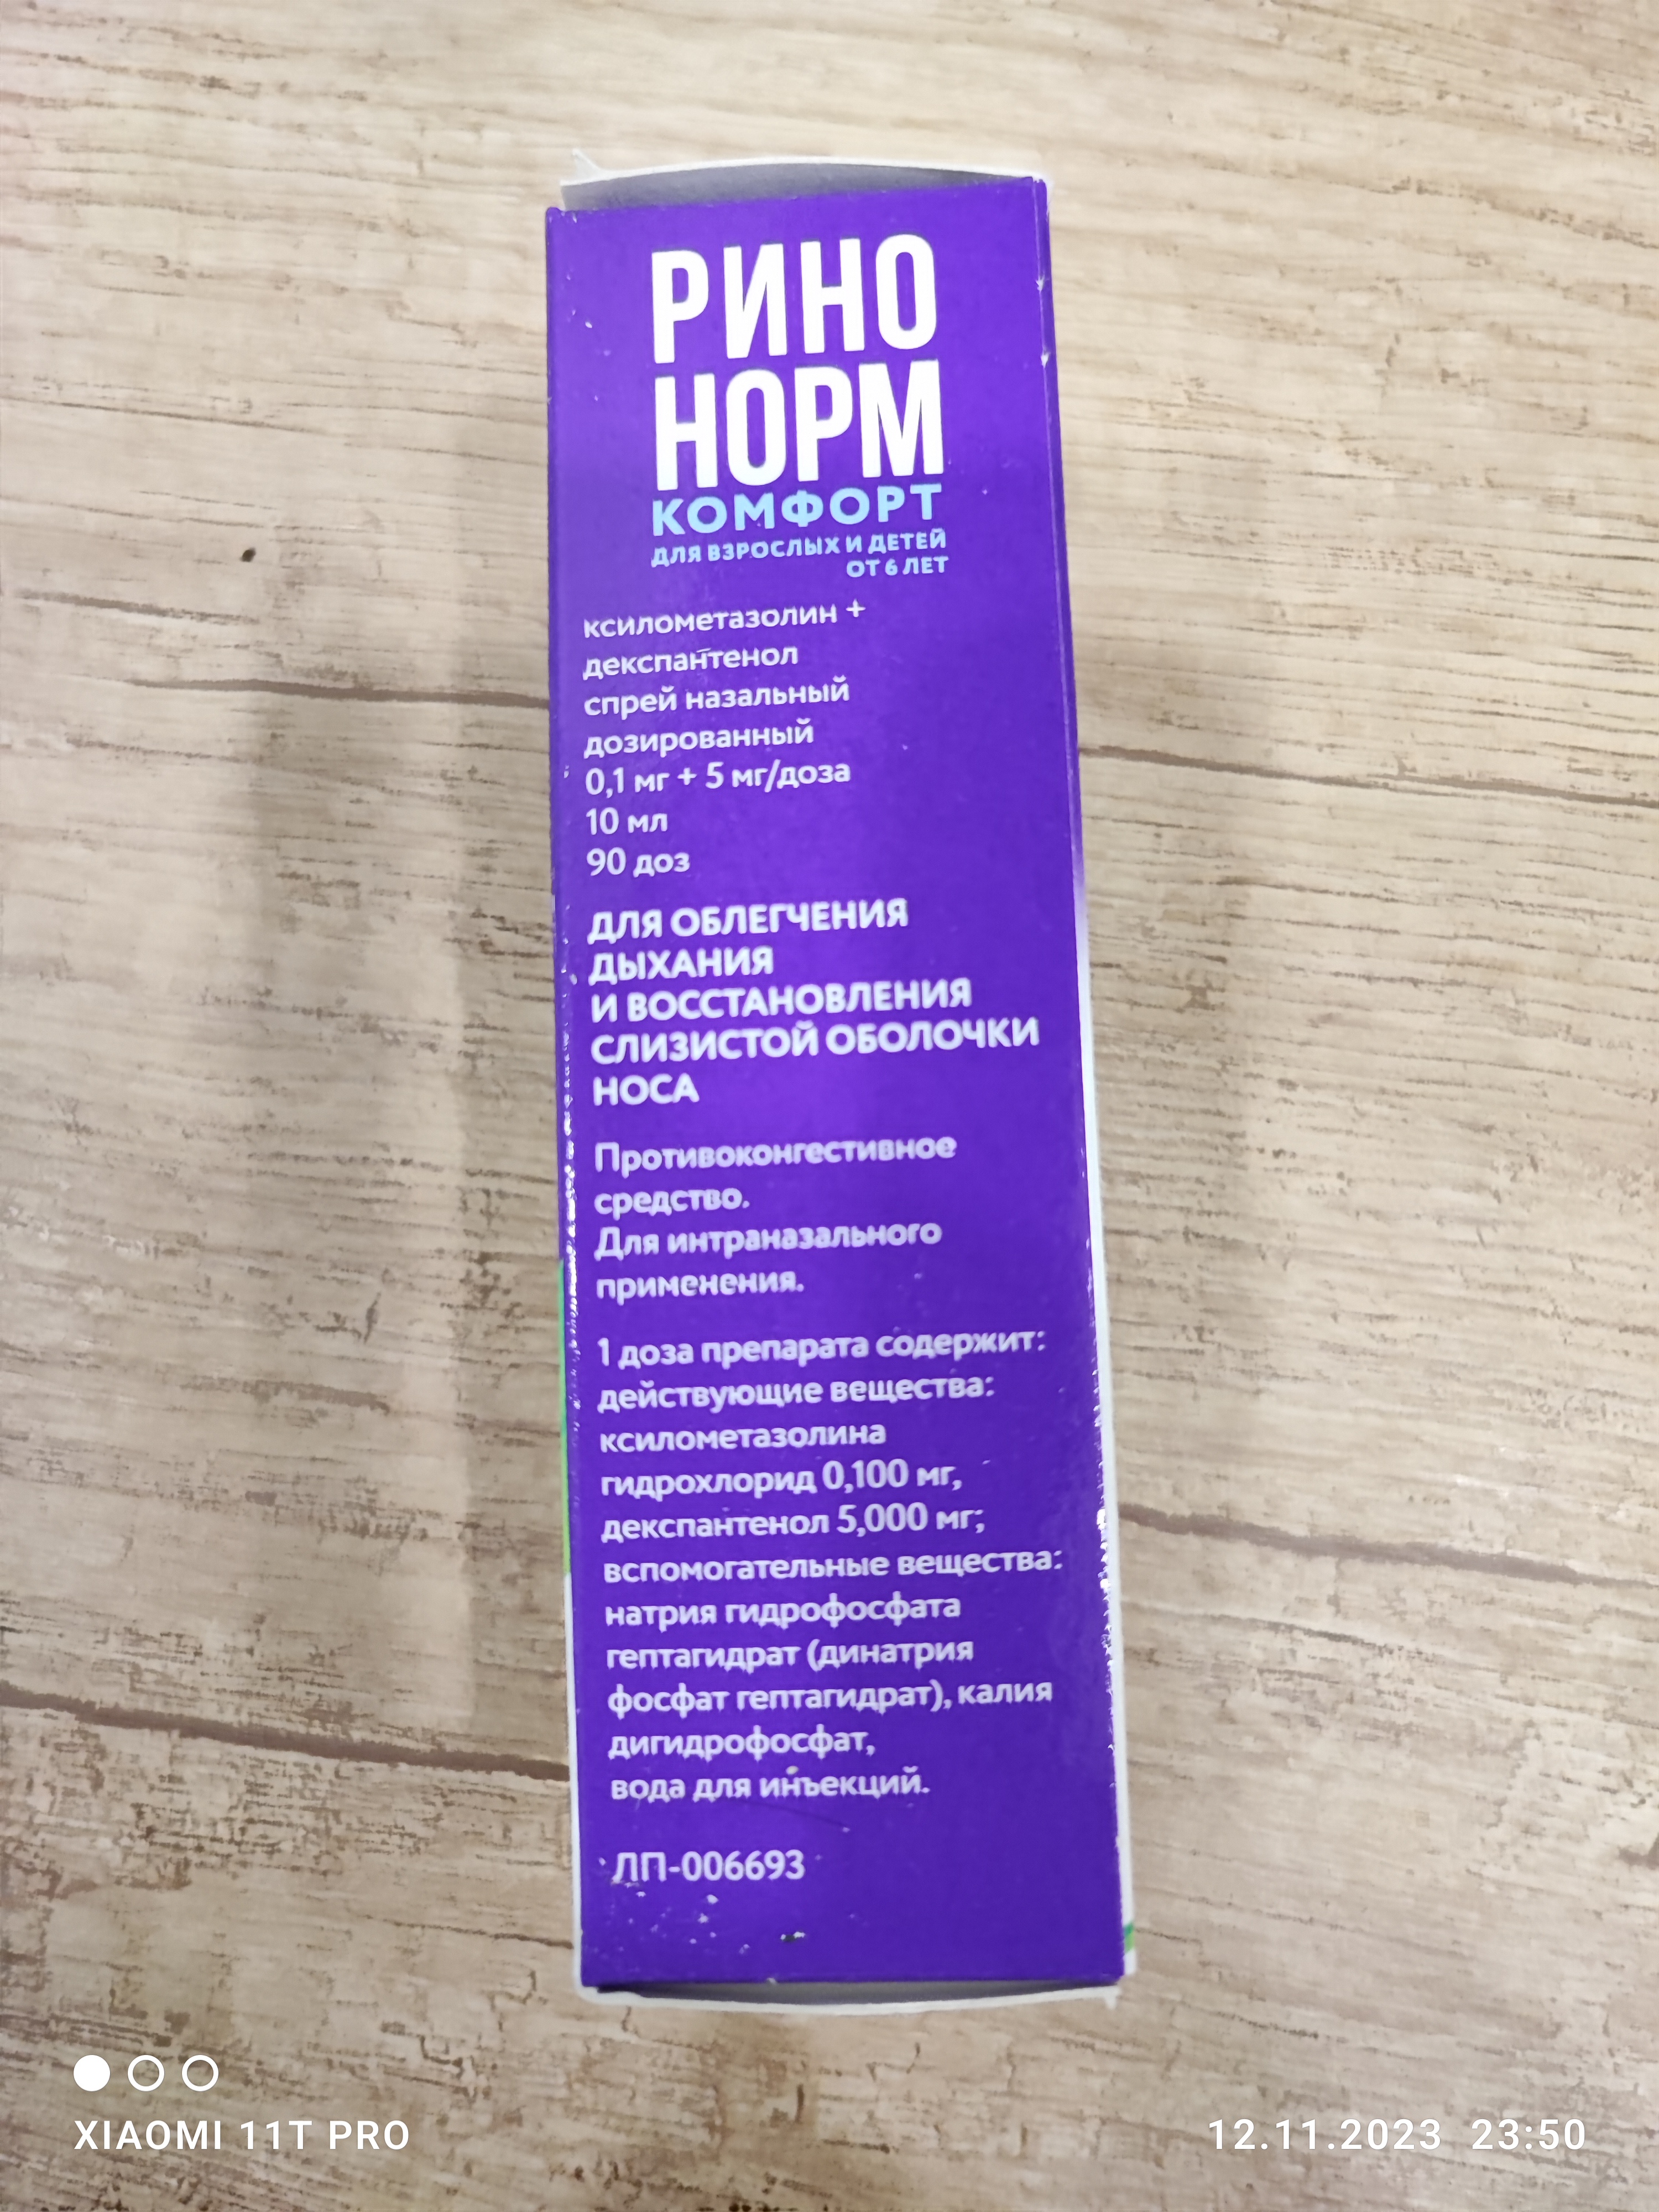 РИНО
НОРМ
КОМФОРТ
ДЛЯ ВЗРОСЛЫХ И ДЕТЕЙ
ОТ 6 ЛЕТ
ксилометазолин +
декспантенол
спрей назальный
дозированный
0,1 мг + 5 мг/доза
10 мл
90 доз
ДЛЯ ОБЛЕГЧЕНИЯ
ДЫХАНИЯ
И ВОССТАНОВЛЕНИЯ
СЛИЗИСТОЙ ОБОЛОЧКИ
НОСА
Противоконгестивное
средство.
Для интраназального
применения.
1 доза препарата содержит:
действующие вещества:
ксилометазолина
гидрохлорид 0,100 мг,
декспантенол 5,000 мг;
вспомогательные вещества:
натрия гидрофосфата
гептагидрат (динатрия
фосфат гептагидрат), калия
дигидрофосфат,
вода для инъекций.
ЛП-006693
XIAOMI 11T PRO
12.11.2023 23:50